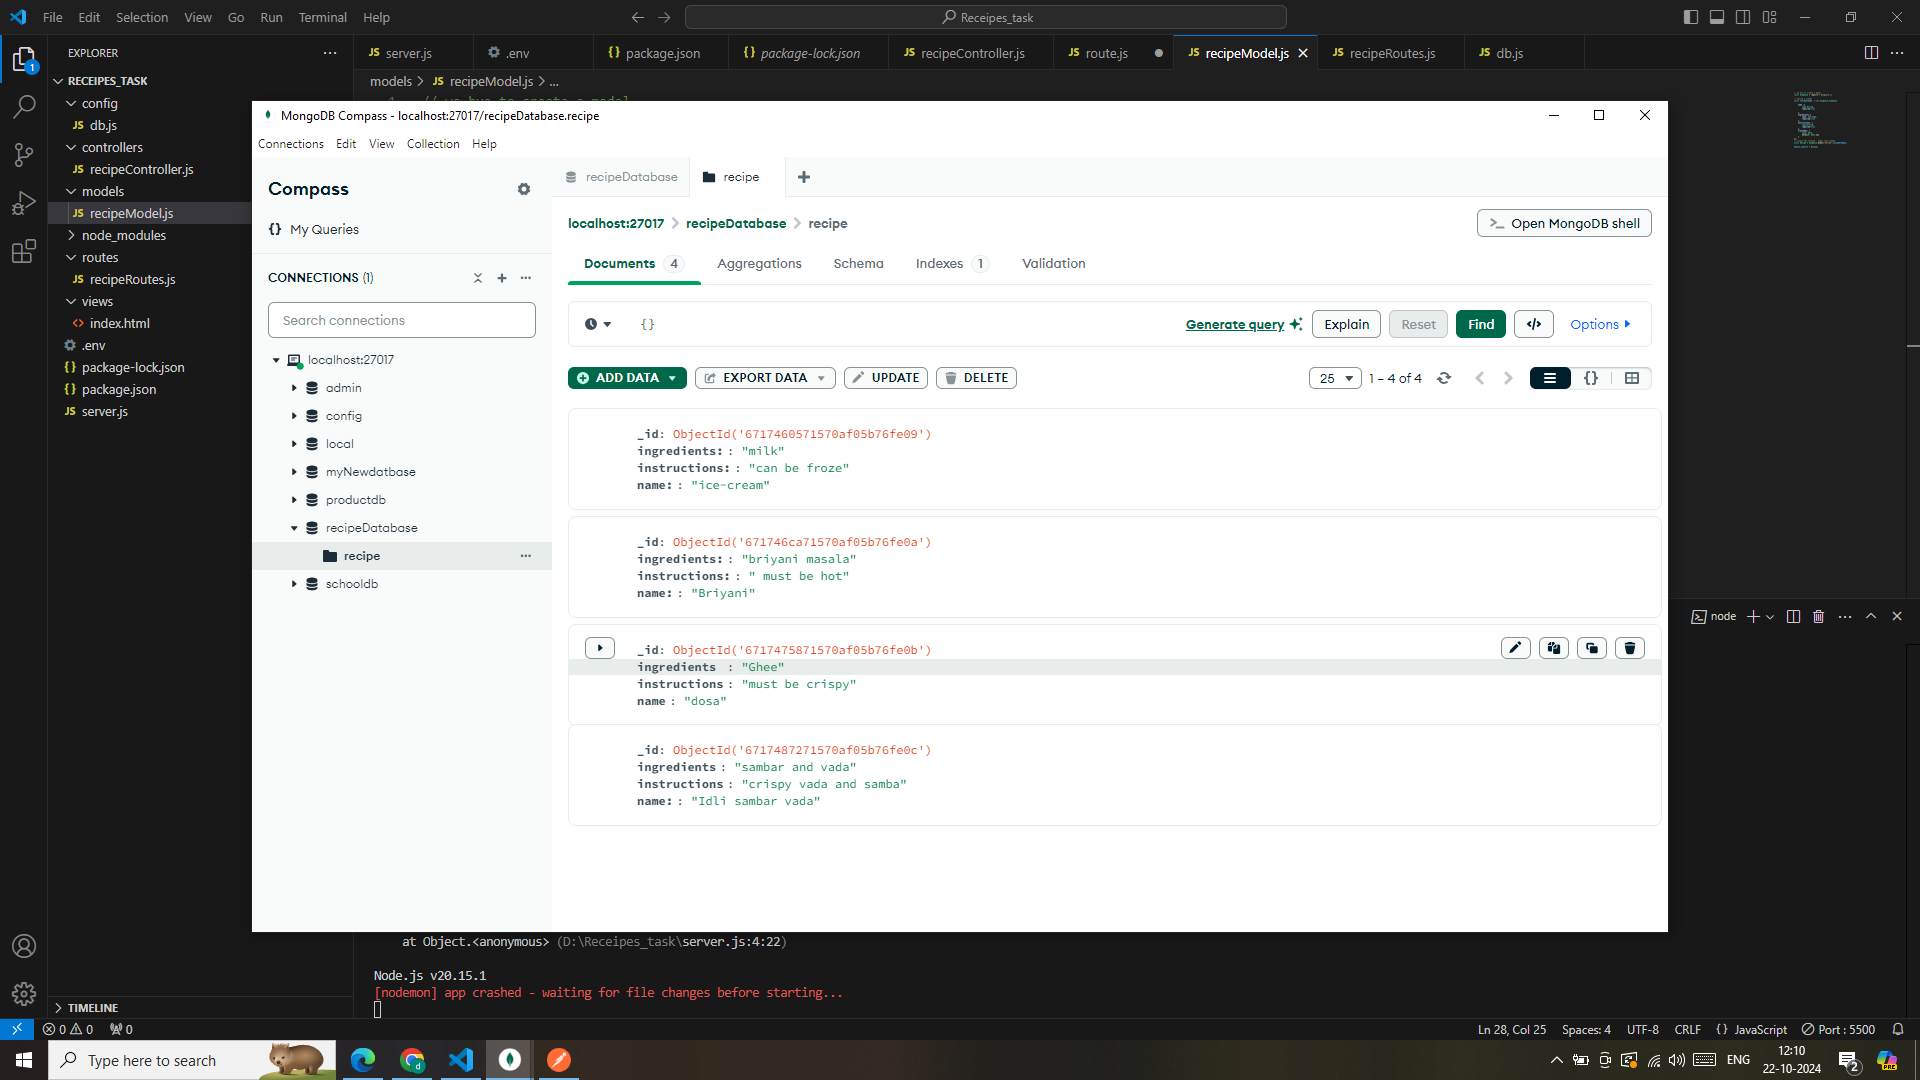 File Edit Selection View Go Run Terminal Help
Receipes_task
EXPLORER
server.js
.env
package.json
package-lock.json
recipeController.js
route.js
recipeModel.js
recipeRoutes.js
db.js
models > JS recipeModel.js > ...
RECEIPES_TASK
config
JS db.js
controllers
JS recipeController.js
models
JS recipeModel.js
node_modules
routes
JS recipeRoutes.js
views
<> index.html
.env
{} package-lock.json
{} package.json
JS server.js
TIMELINE
MongoDB Compass - localhost:27017/recipeDatabase.recipe
Connections Edit View Collection Help
Compass
{} My Queries
CONNECTIONS (1)
Search connections
localhost:27017
admin
config
local
myNewdatbase
productdb
recipeDatabase
recipe
schooldb
recipeDatabase
recipe
localhost:27017 > recipeDatabase > recipe
Open MongoDB shell
Documents 4 Aggregations Schema Indexes 1 Validation
{} Generate query Explain Reset Find </> Options
ADD DATA EXPORT DATA UPDATE DELETE
25 1 – 4 of 4 {}
_id: ObjectId('6717460571570af05b76fe09')
ingredients: : "milk"
instructions: : "can be froze"
name: : "ice-cream"
_id: ObjectId('671746ca71570af05b76fe0a')
ingredients: : "briyani masala"
instructions: : " must be hot"
name: : "Briyani"
_id: ObjectId('6717475871570af05b76fe0b')
ingredients : "Ghee"
instructions : "must be crispy"
name : "dosa"
_id: ObjectId('6717487271570af05b76fe0c')
ingredients : "sambar and vada"
instructions : "crispy vada and samba"
name: : "Idli sambar vada"
node
at Object.<anonymous> (D:\Receipes_task\server.js:4:22)
Node.js v20.15.1
[nodemon] app crashed - waiting for file changes before starting...
0 0 0
Ln 28, Col 25 Spaces: 4 UTF-8 CRLF {} JavaScript Port : 5500
Type here to search
ENG
12:10
22-10-2024
2